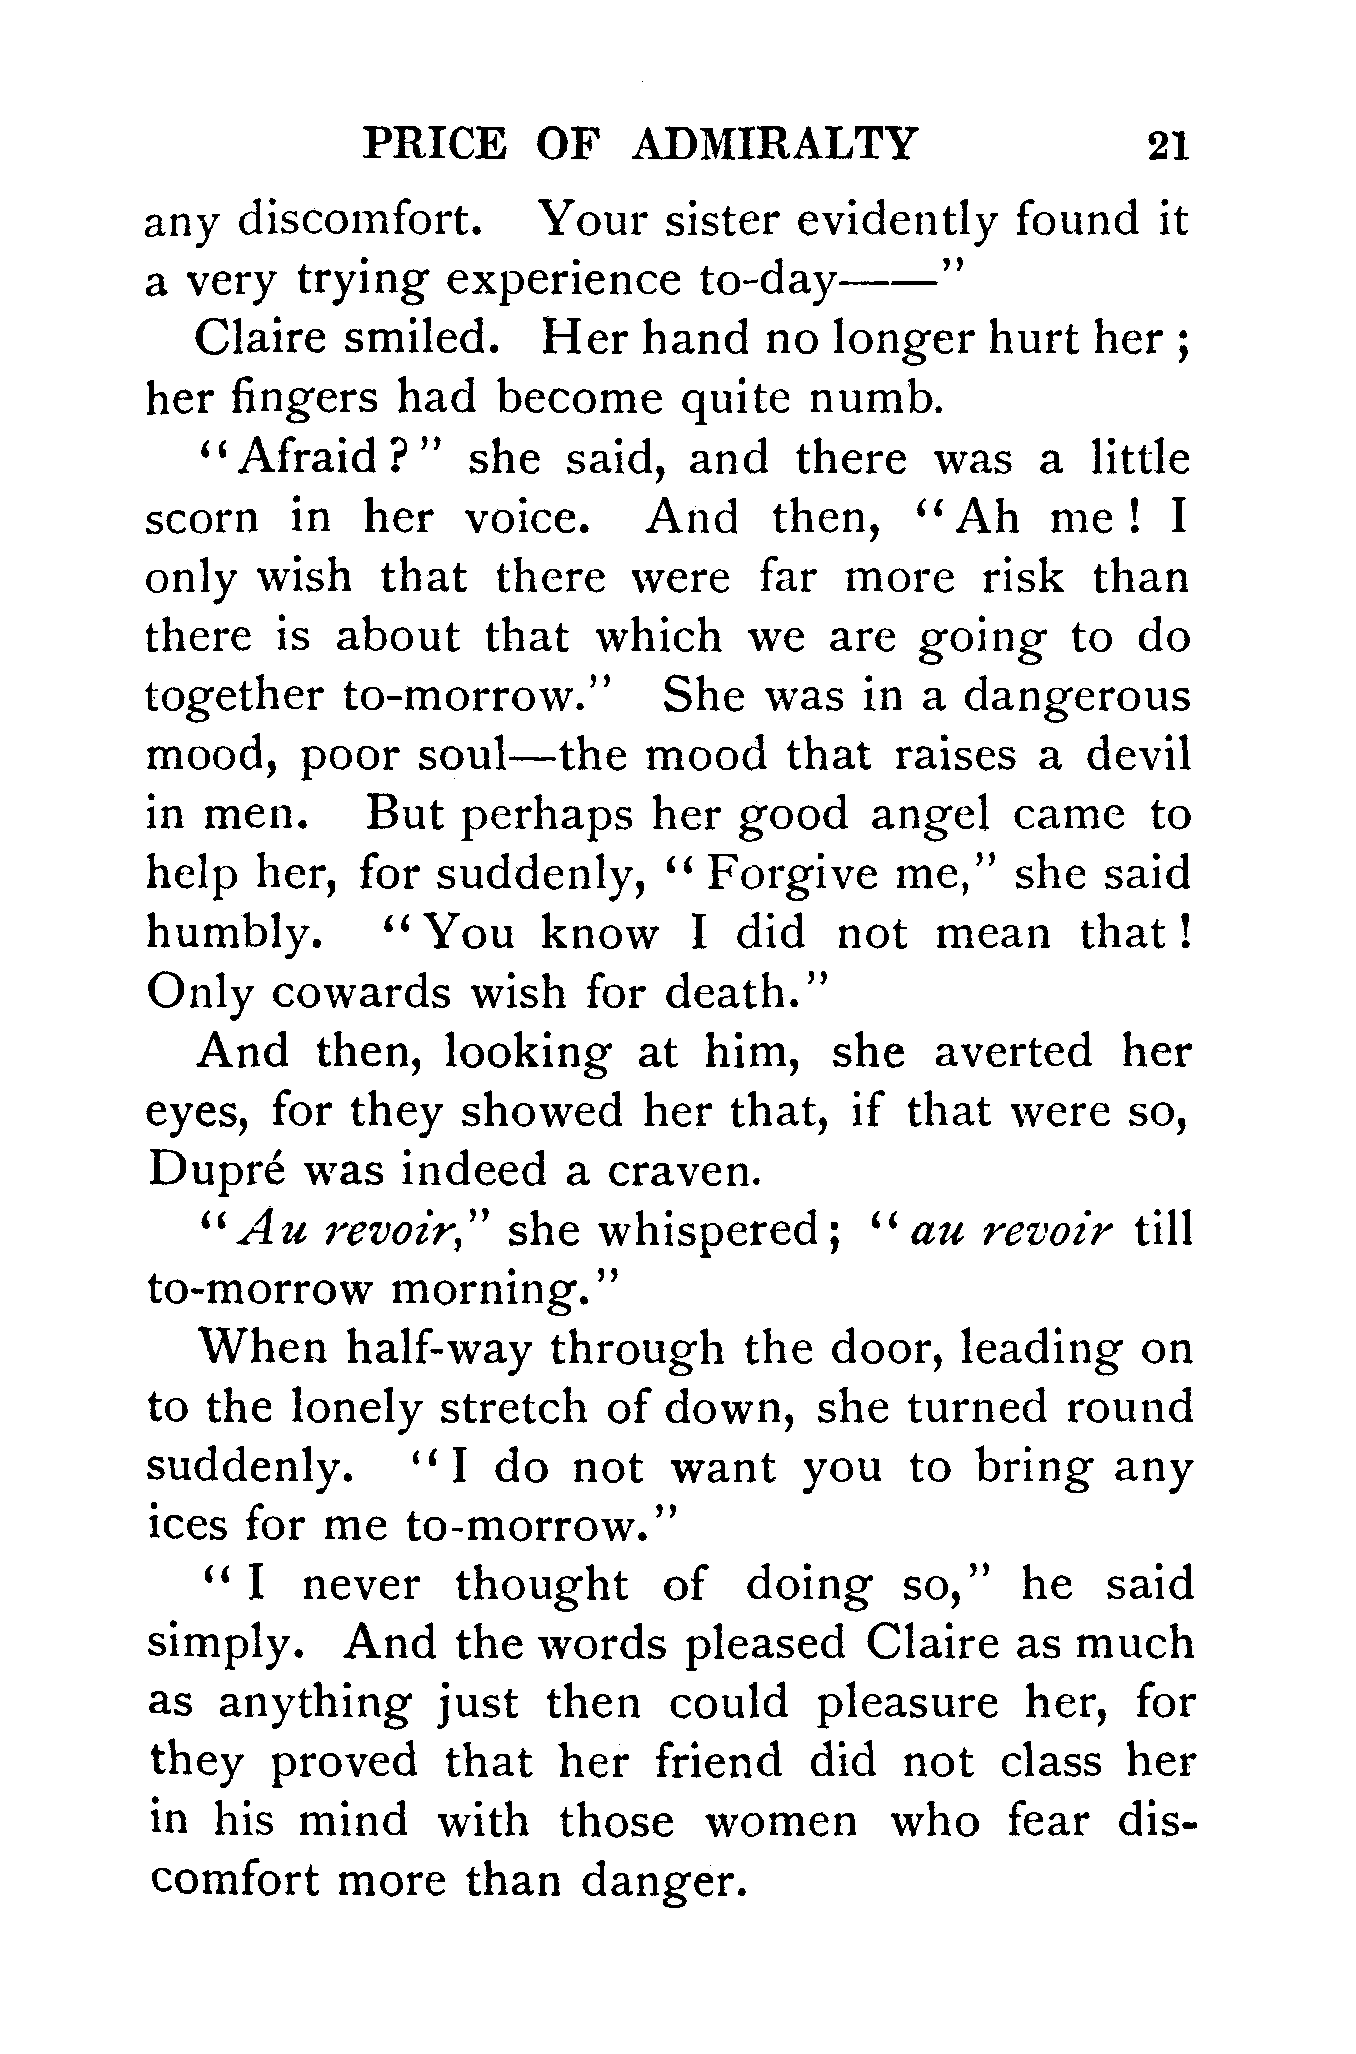 PRICE OF ADMIRALTY 21
any discomfort. Your sister evidently found it
a very trying experience to-day——"
Claire smiled. Her hand no longer hurt her ;
her fingers had become quite numb.
"Afraid ? " she said, and there was a little
scorn in her voice. And then, "Ah me ! I
only wish that there were far more risk than
there is about that which we are going to do
together to-morrow." She was in a dangerous
mood, poor soul—the mood that raises a devil
in men. But perhaps her good angel came to
help her, for suddenly, " Forgive me," she said
humbly. " You know I did not mean that !
Only cowards wish for death."
And then, looking at him, she averted her
eyes, for they showed her that, if that were so,
Dupré was indeed a craven.
"Au revoir," she whispered ; "au revoir till
to-morrow morning."
When half-way through the door, leading on
to the lonely stretch of down, she turned round
suddenly. " I do not want you to bring any
ices for me to-morrow."
" I never thought of doing so," he said
simply. And the words pleased Claire as much
as anything just then could pleasure her, for
they proved that her friend did not class her
in his mind with those women who fear dis-
comfort more than danger.